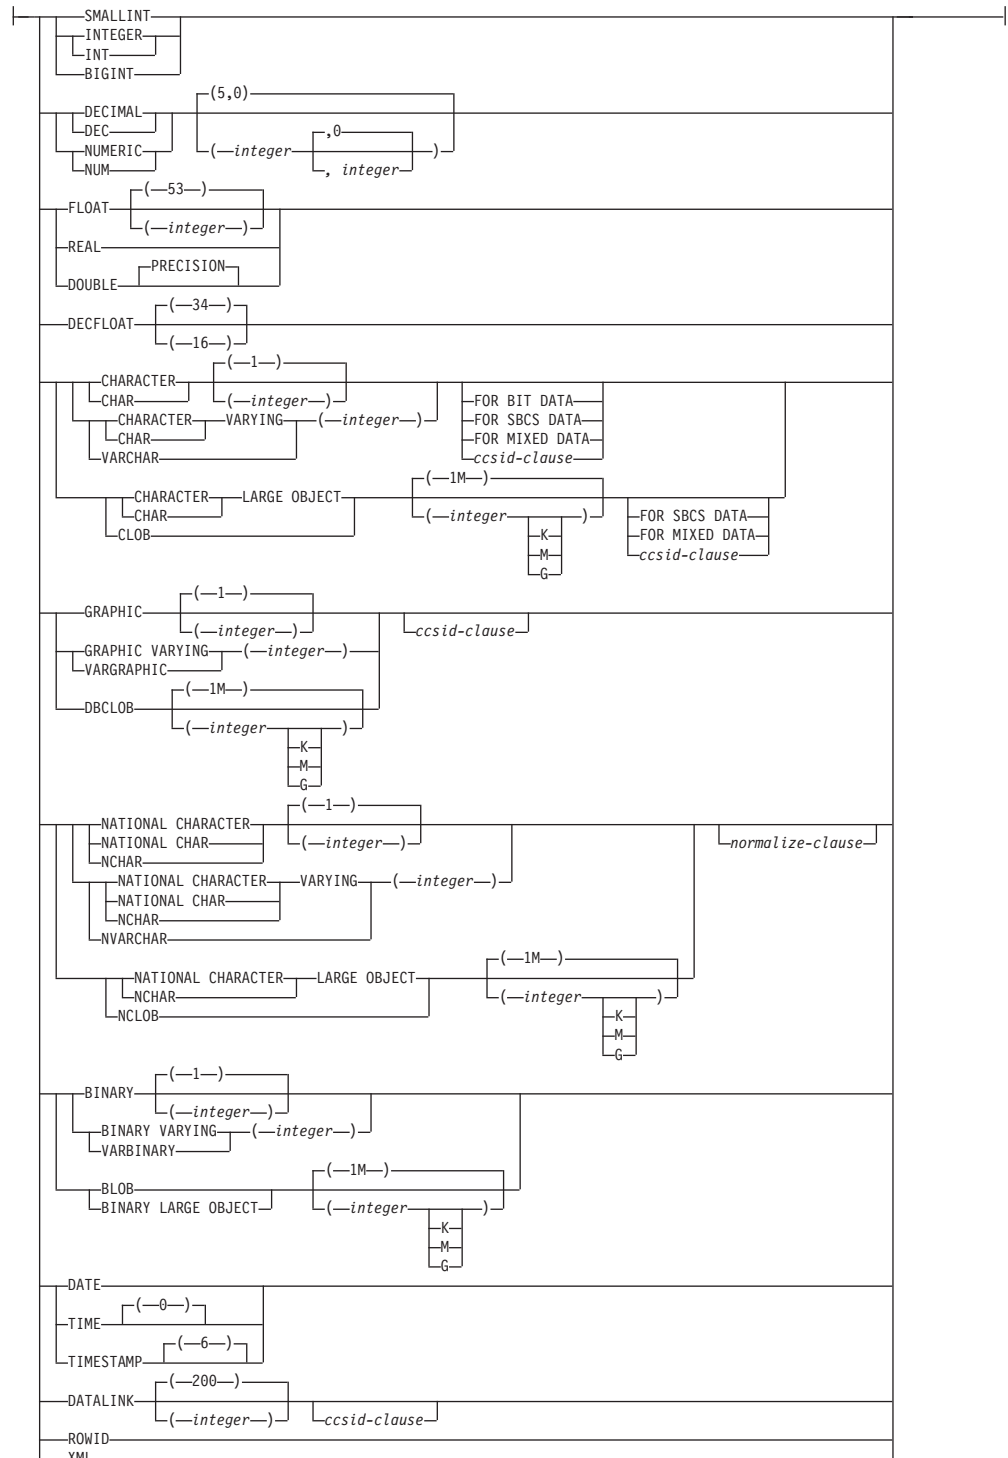 SMALLINT
INTEGER
INT
BIGINT
(5,0)
DECIMAL
DEC
NUMERIC
NUM
( integer
,0
, integer
)
FLOAT
( 53 )
( integer )
REAL
DOUBLE
PRECISION
DECFLOAT
( 34 )
( 16 )
CHARACTER
CHAR
( 1 )
( integer )
CHARACTER
CHAR
VARYING
VARCHAR
( integer )
FOR BIT DATA
FOR SBCS DATA
FOR MIXED DATA
ccsid-clause
CHARACTER
CHAR
LARGE OBJECT
CLOB
( 1M )
( integer
K
M
G
)
FOR SBCS DATA
FOR MIXED DATA
ccsid-clause
GRAPHIC
( 1 )
( integer )
GRAPHIC VARYING
VARGRAPHIC
( integer )
DBCLOB
( 1M )
( integer
K
M
G
)
ccsid-clause
NATIONAL CHARACTER
NATIONAL CHAR
NCHAR
( 1 )
( integer )
NATIONAL CHARACTER
NATIONAL CHAR
NCHAR
VARYING
NVARCHAR
( integer )
normalize-clause
NATIONAL CHARACTER
NCHAR
LARGE OBJECT
NCLOB
( 1M )
( integer
K
M
G
)
BINARY
( 1 )
( integer )
BINARY VARYING
VARBINARY
( integer )
BLOB
BINARY LARGE OBJECT
( 1M )
( integer
K
M
G
)
DATE
TIME
( 0 )
TIMESTAMP
( 6 )
DATALINK
( 200 )
( integer )
ccsid-clause
ROWID
XML